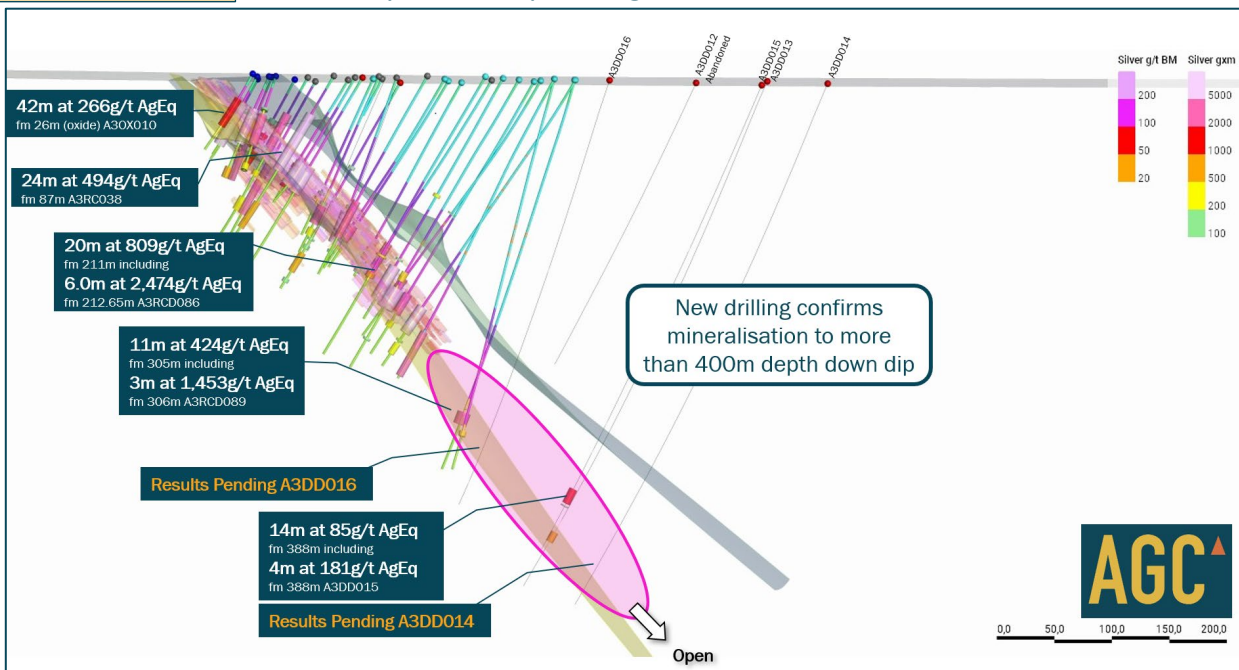 A3DD016
A3DD012
Abandoned
A3DD015
A3DD013
A3DD014
Silver g/t BM
200
100
50
20
Silver gxm
5000
2000
1000
500
200
100
42m at 266g/t AgEq
fm 26m (oxide) A3OX010
24m at 494g/t AgEq
fm 87m A3RC038
20m at 809g/t AgEq
fm 211m including
6.0m at 2,474g/t AgEq
fm 212.65m A3RCD086
11m at 424g/t AgEq
fm 305m including
3m at 1,453g/t AgEq
fm 306m A3RCD089
New drilling confirms
mineralisation to more
than 400m depth down dip
Results Pending A3DD016
14m at 85g/t AgEq
fm 388m including
4m at 181g/t AgEq
fm 388m A3DD015
Results Pending A3DD014
Open
AGC
0,0 50,0 100,0 150,0 200,0